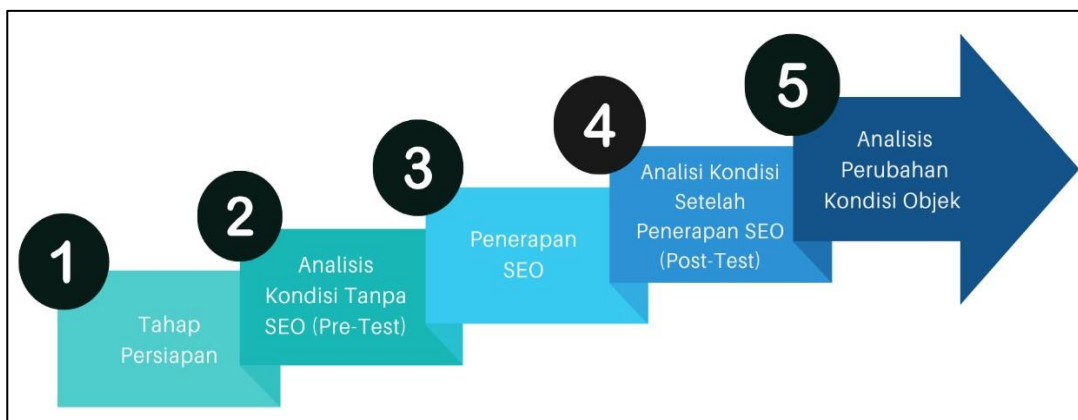 1
Tahap
Persiapan
2
Analisis
Kondisi Tanpa
SEO (Pre-Test)
3
Penerapan
SEO
4
Analisi Kondisi
Setelah
Penerapan SEO
(Post-Test)
5
Analisis
Perubahan
Kondisi Objek